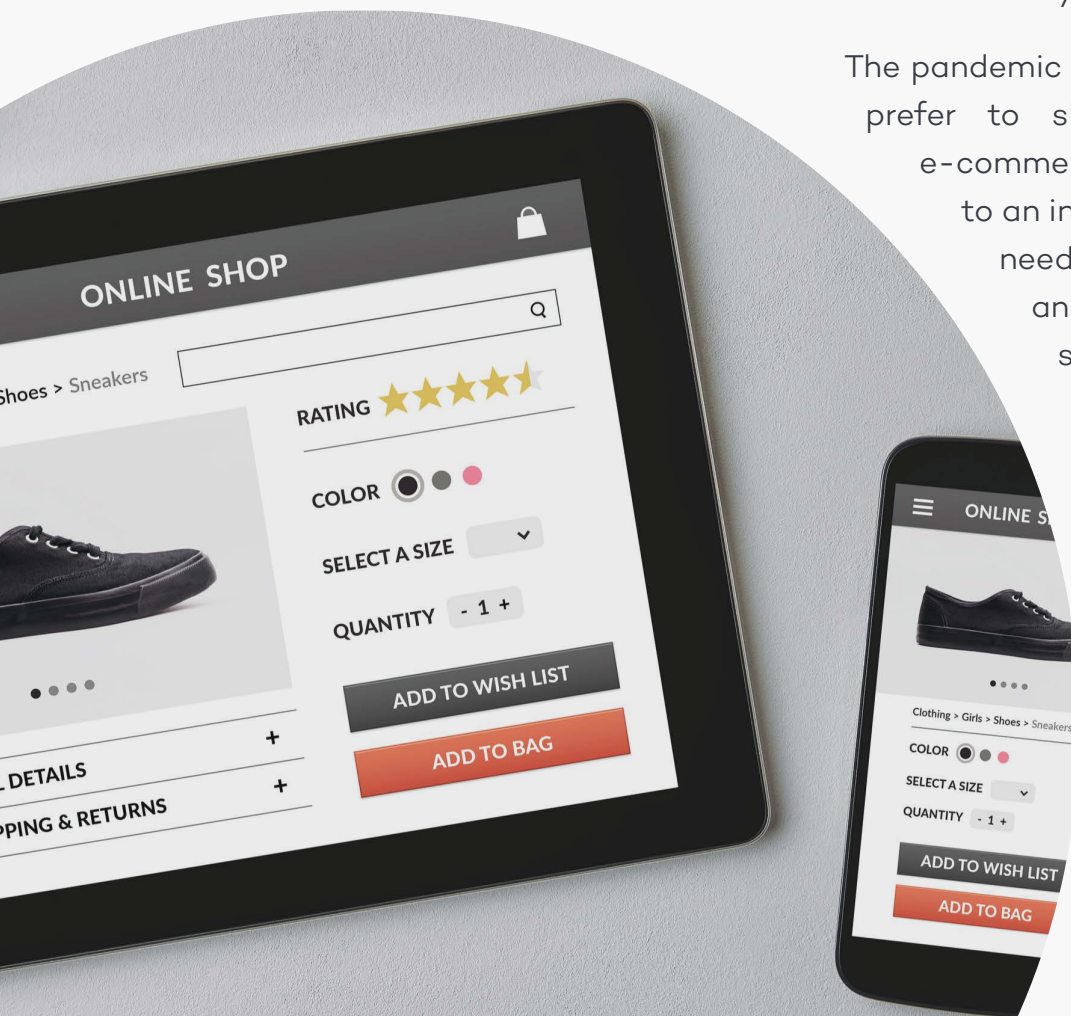 The pandemic
prefer to s
e-comme
to an in
need
an
s
ONLINE SHOP
Shoes > Sneakers
RATING
COLOR
SELECT A SIZE
QUANTITY - 1 +
ADD TO WISH LIST
ADD TO BAG
L DETAILS +
PPING & RETURNS +
ONLINE S
Clothing > Girls > Shoes > Sneakers
COLOR
SELECT A SIZE
QUANTITY - 1 +
ADD TO WISH LIST
ADD TO BAG